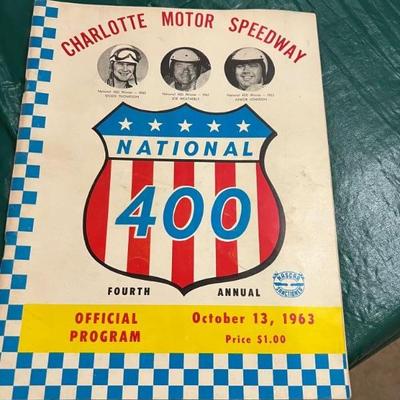 CHARLOTTE MOTOR SPEEDWAY
National 400 Winner — 1960
SPEEDY THOMPSON
National 400 Winner — 1961
JOE WEATHERLY
National 400 Winner — 1962
JUNIOR JOHNSON
NATIONAL
400
FOURTH ANNUAL
NASCAR
SANCTIONED
OFFICIAL PROGRAM
October 13, 1963
Price $1.00